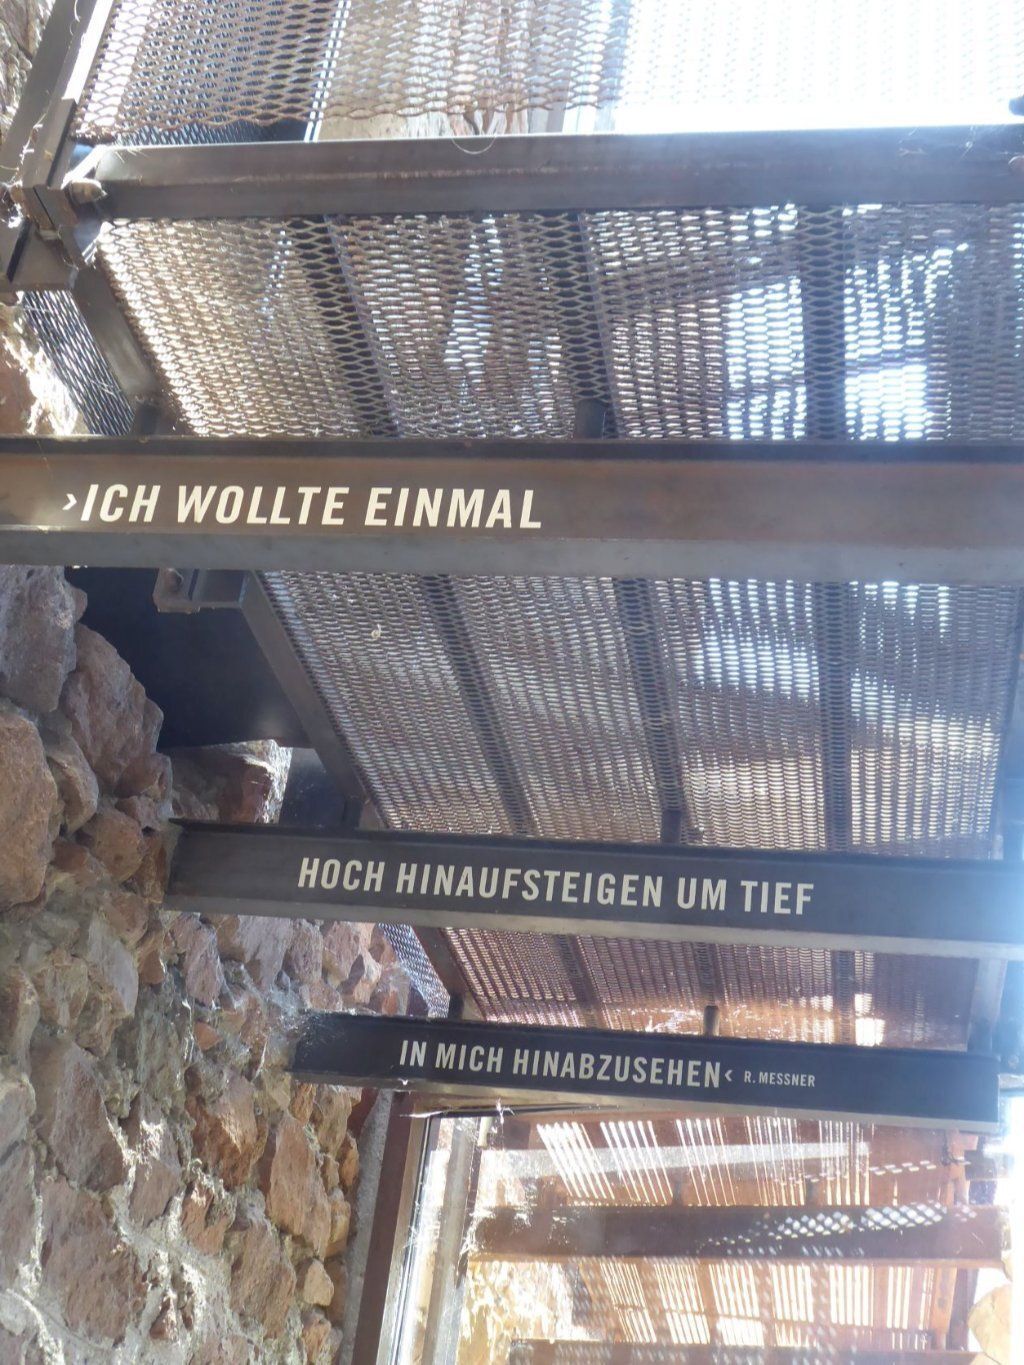 ›ICH WOLLTE EINMAL
HOCH HINAUFSTEIGEN UM TIEF
IN MICH HINABZUSEHEN‹ R. MESSNER